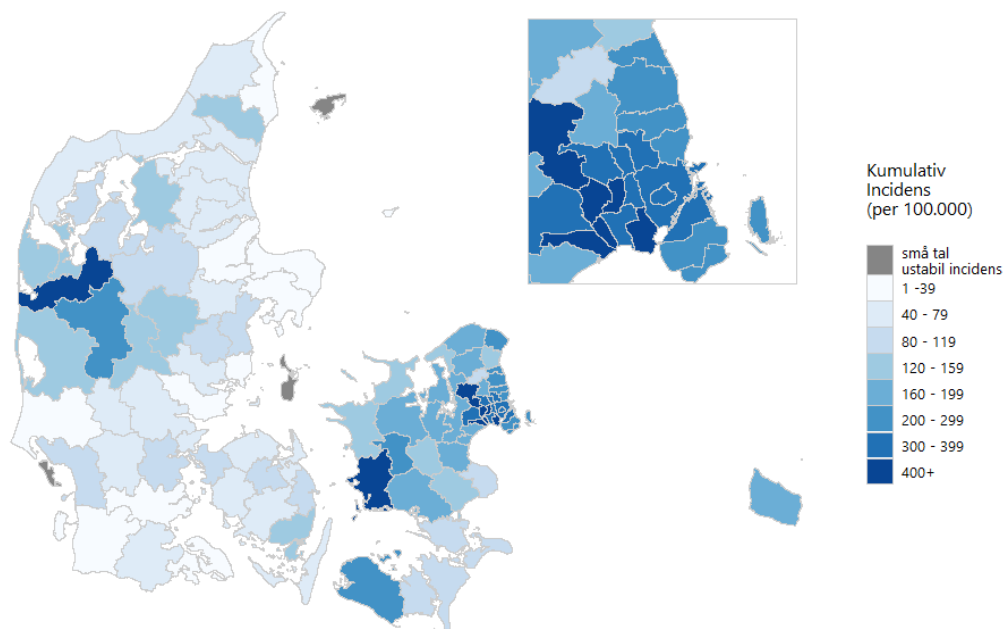 Kumulativ
Incidens
(per 100.000)
små tal
ustabil incidens
1 -39
40 - 79
80 - 119
120 - 159
160 - 199
200 - 299
300 - 399
400+